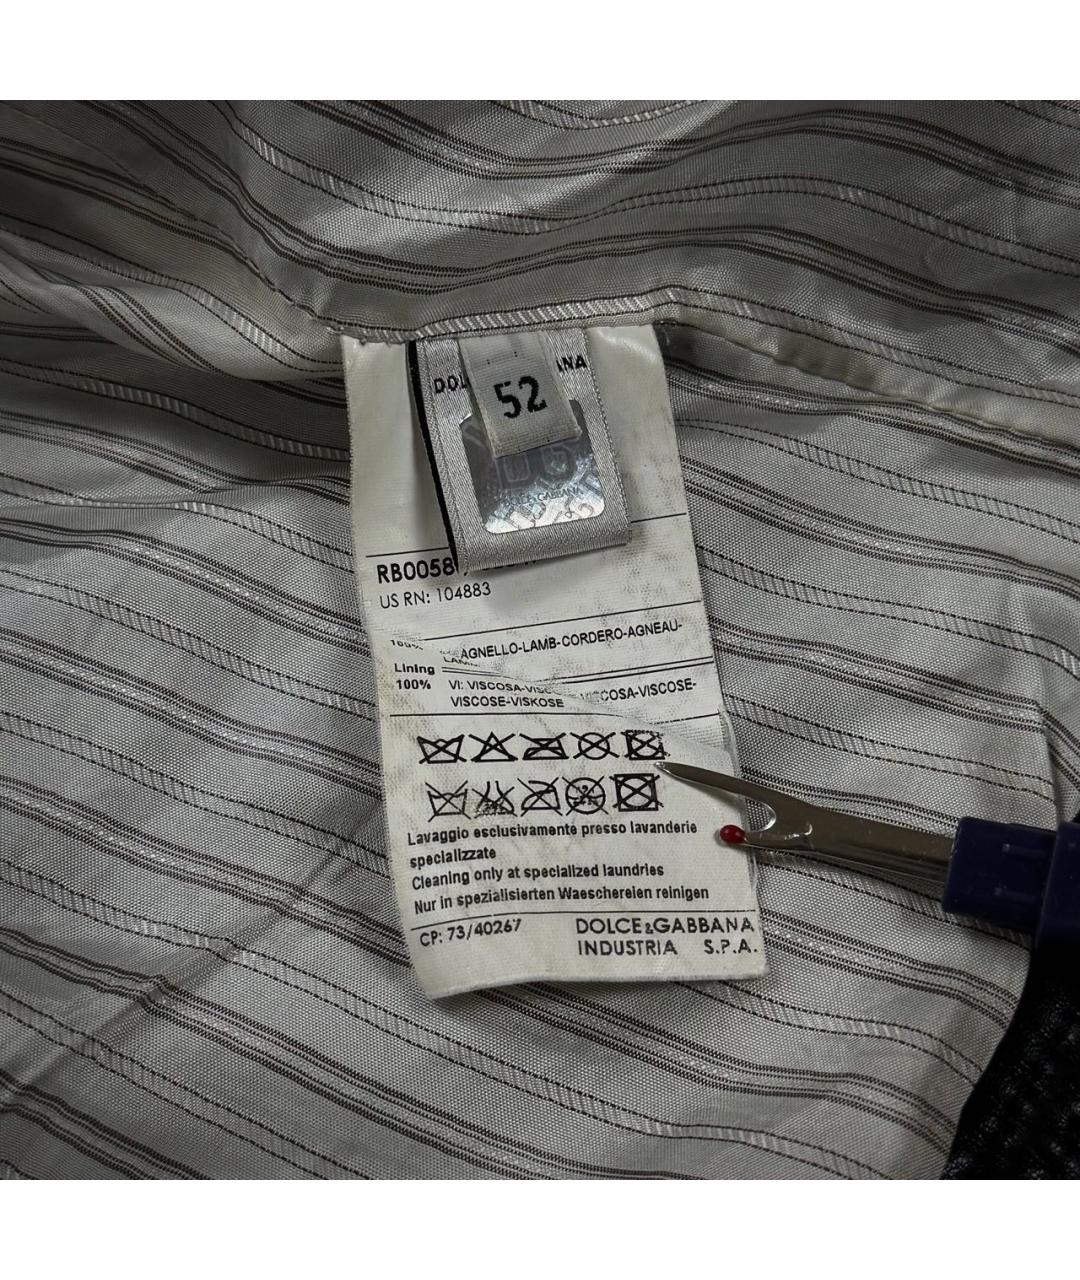 52
DOLCE&GABBANA
RB0058
US RN: 104883
100% AGNELLO-LAMB-CORDERO-AGNEAU-
Lining
100% VI: VISCOSA-VISCOSA-VISCOSE-
VISCOSE-VISKOSE
Lavaggio esclusivamente presso lavanderie
specializzate
Cleaning only at specialized laundries
Nur in spezialisierten Waeschereien reinigen
CP: 73/40267
DOLCE&GABBANA
INDUSTRIA S.P.A.